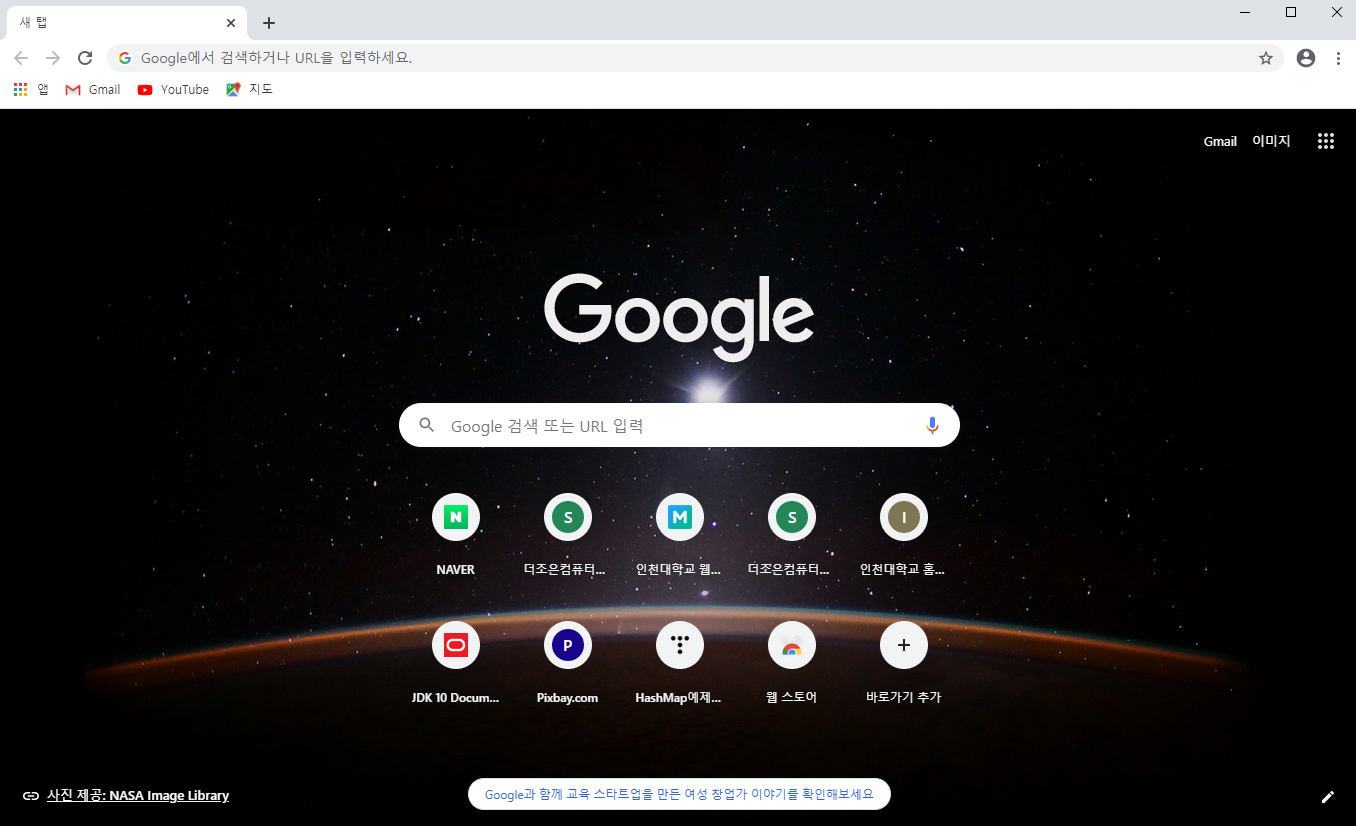 새 탭
Google에서 검색하거나 URL을 입력하세요.
앱 Gmail YouTube 지도
Gmail 이미지
Google
Google 검색 또는 URL 입력
N S M S I
NAVER 더조은컴퓨터... 인천대학교 웹... 더조은컴퓨터... 인천대학교 홈...
P
JDK 10 Docum... Pixbay.com HashMap예제... 웹 스토어 바로가기 추가
사진 제공: NASA Image Library
Google과 함께 교육 스타트업을 만든 여성 창업가 이야기를 확인해보세요